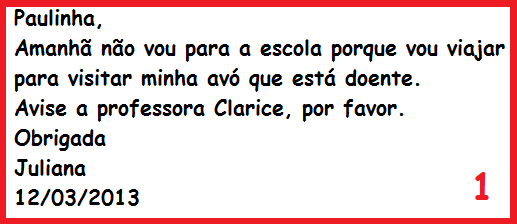 Paulinha,
Amanhã não vou para a escola porque vou viajar
para visitar minha avó que está doente.
Avise a professora Clarice, por favor.
Obrigada
Juliana
12/03/2013
1